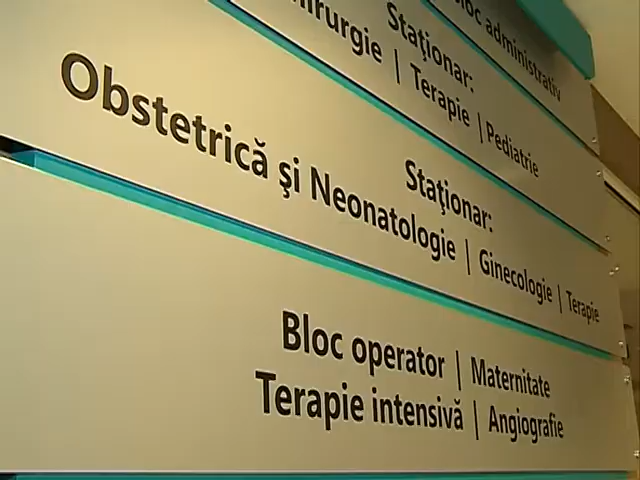 Bloc administrativ
Staţionar:
Chirurgie | Terapie | Pediatrie
Staţionar:
Obstetrică şi Neonatologie | Ginecologie | Terapie
Bloc operator | Maternitate
Terapie intensivă | Angiografie